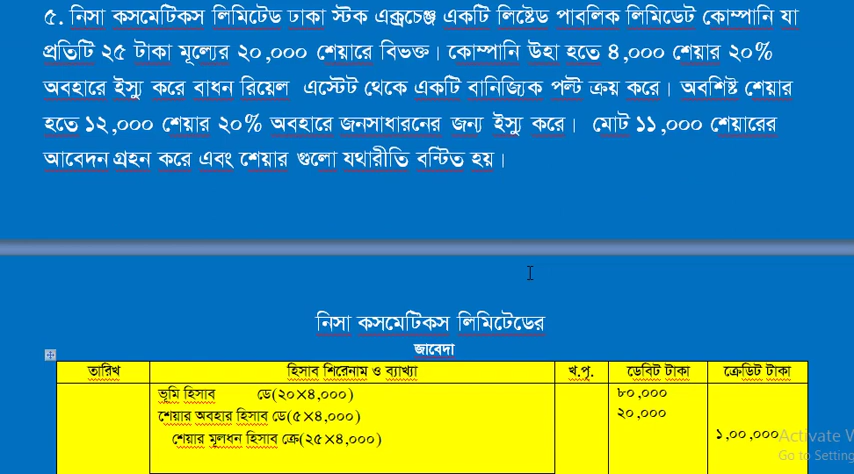 ৫. নিসা কসমেটিকস লিমিটেড ঢাকা স্টক এক্সচেঞ্জ একটি লিষ্টেড পাবলিক লিমিডেট কোম্পানি যা
প্রতিটি ২৫ টাকা মূল্যের ২০,০০০ শেয়ারে বিভক্ত। কোম্পানি উহা হতে ৪,০০০ শেয়ার ২০%
অবহারে ইস্যু করে বাধন রিয়েল এস্টেট থেকে একটি বানিজ্যিক পল্ট ক্রয় করে। অবশিষ্ট শেয়ার
হতে ১২,০০০ শেয়ার ২০% অবহারে জনসাধারনের জন্য ইস্যু করে। মোট ১১,০০০ শেয়ারের
আবেদন গ্রহন করে এবং শেয়ার গুলো যথারীতি বন্টিত হয়।
নিসা কসমেটিকস লিমিটেডের
জাবেদা
তারিখ হিসাব শিরেনাম ও ব্যাখ্যা খ.পৃ. ডেবিট টাকা ক্রেডিট টাকা
ভূমি হিসাব ডে(২০×৪,০০০) ৮০,০০০
শেয়ার অবহার হিসাব ডে(৫×৪,০০০) ২০,০০০
শেয়ার মূলধন হিসাব ক্রে(২৫×৪,০০০) ১,০০,০০০
Activate W
Go to Setting